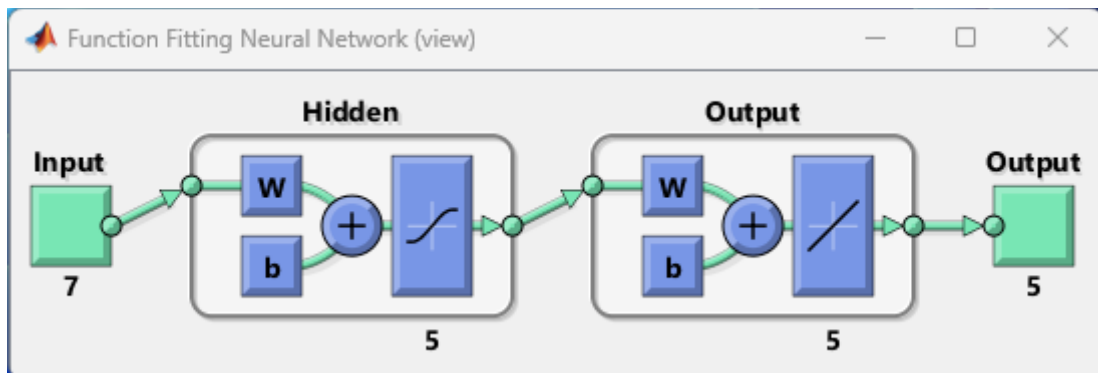 Function Fitting Neural Network (view)
Hidden
Output
Input
Output
W
W
b
b
7
5
5
5